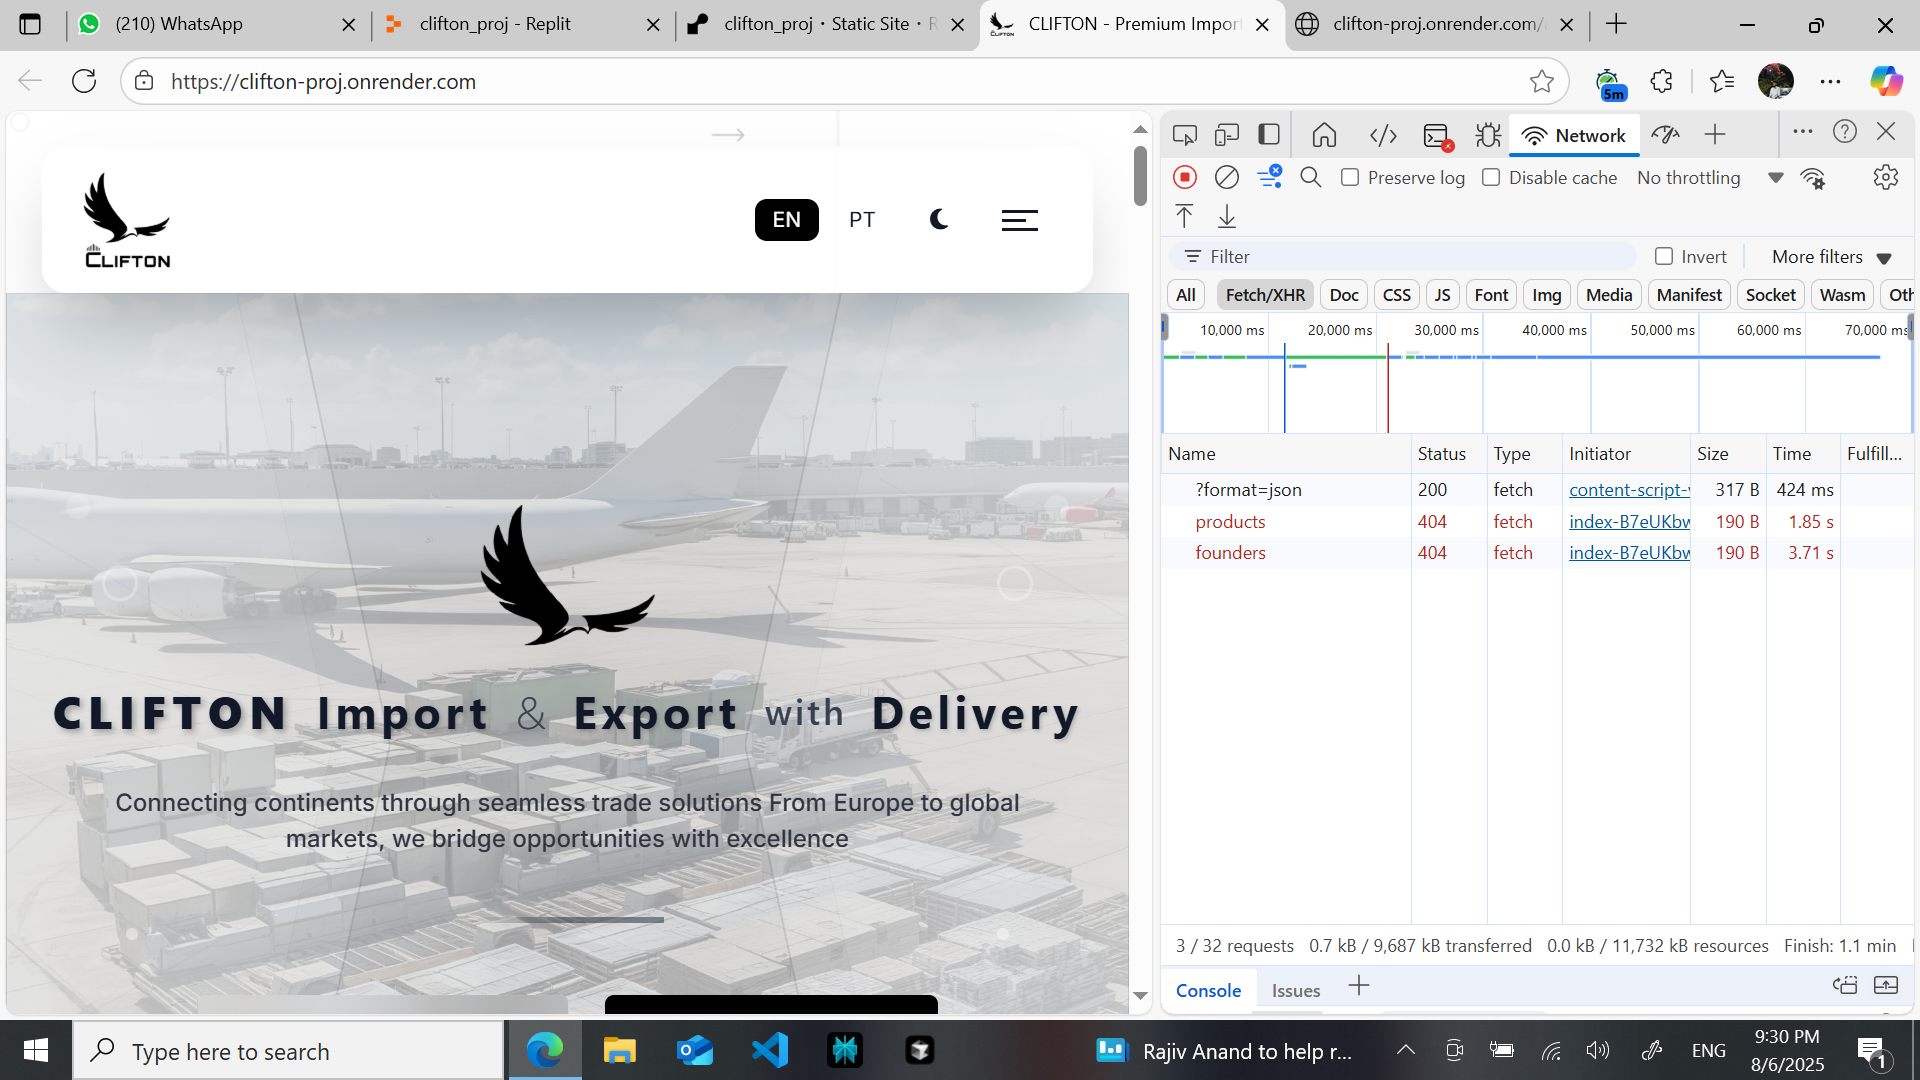 (210) WhatsApp
clifton_proj - Replit
clifton_proj · Static Site · R
CLIFTON - Premium Import
clifton-proj.onrender.com/
https://clifton-proj.onrender.com
5m
CLIFTON
EN
PT
CLIFTON Import & Export with Delivery
Connecting continents through seamless trade solutions From Europe to global
markets, we bridge opportunities with excellence
Network
Preserve log
Disable cache
No throttling
Filter
Invert
More filters
All
Fetch/XHR
Doc
CSS
JS
Font
Img
Media
Manifest
Socket
Wasm
Oth
10,000 ms
20,000 ms
30,000 ms
40,000 ms
50,000 ms
60,000 ms
70,000 ms
Name Status Type Initiator Size Time Fulfill...
?format=json 200 fetch content-script- 317 B 424 ms
products 404 fetch index-B7eUKbw 190 B 1.85 s
founders 404 fetch index-B7eUKbw 190 B 3.71 s
3 / 32 requests 0.7 kB / 9,687 kB transferred 0.0 kB / 11,732 kB resources Finish: 1.1 min
Console
Issues
Type here to search
Rajiv Anand to help r...
ENG
9:30 PM
8/6/2025
1